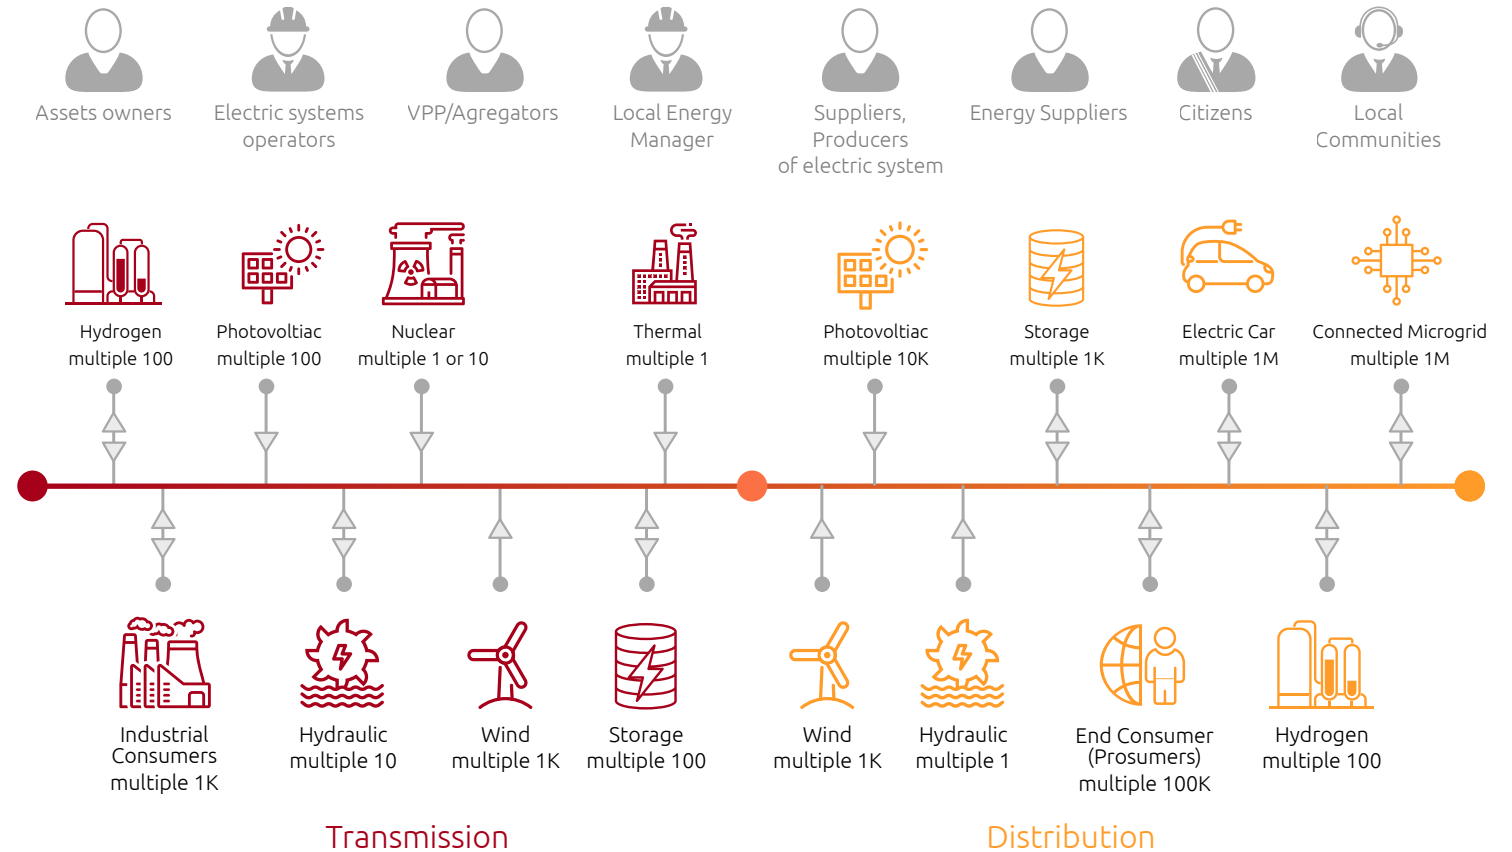 Assets owners
Electric systems
operators
VPP/Agregators
Local Energy
Manager
Suppliers,
Producers
of electric system
Energy Suppliers
Citizens
Local
Communities
Hydrogen
multiple 100
Photovoltiac
multiple 100
Nuclear
multiple 1 or 10
Thermal
multiple 1
Photovoltiac
multiple 10K
Storage
multiple 1K
Electric Car
multiple 1M
Connected Microgrid
multiple 1M
Industrial
Consumers
multiple 1K
Hydraulic
multiple 10
Wind
multiple 1K
Storage
multiple 100
Wind
multiple 1K
Hydraulic
multiple 1
End Consumer
(Prosumers)
multiple 100K
Hydrogen
multiple 100
Transmission
Distribution